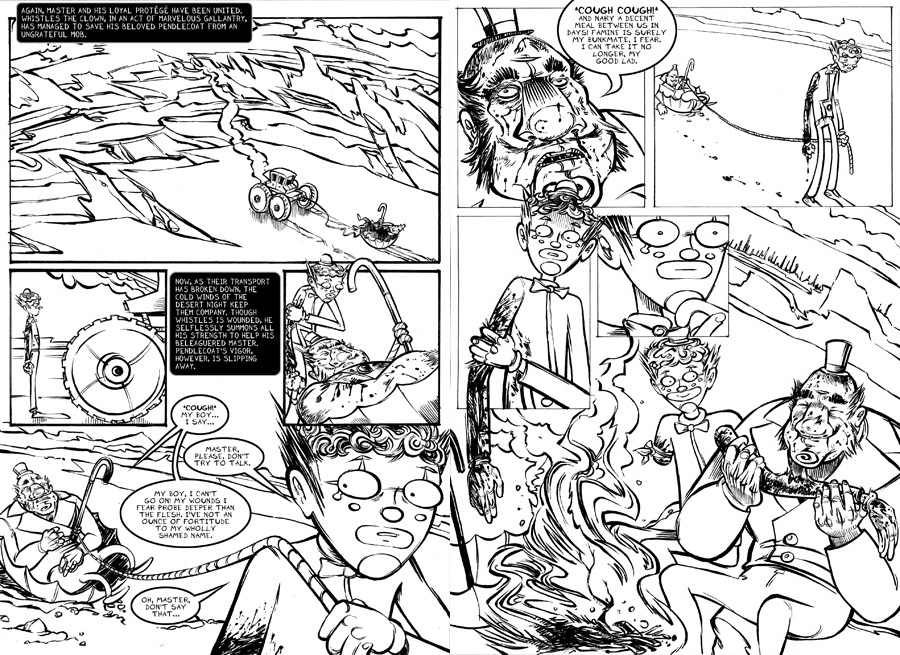 AGAIN, MASTER AND HIS LOYAL PROTÉGÉ HAVE BEEN UNITED.
WHISTLES THE CLOWN, IN AN ACT OF MARVELOUS GALLANTRY,
HAS MANAGED TO SAVE HIS BELOVED PENDLECOAT FROM AN
UNGRATEFUL MOB.
NOW, AS THEIR TRANSPORT
HAS BROKEN DOWN, THE
COLD WINDS OF THE
DESERT NIGHT KEEP
THEM COMPANY. THOUGH
WHISTLES IS WOUNDED, HE
SELFLESSLY SUMMONS ALL
HIS STRENGTH TO HELP HIS
BELEAGUERED MASTER.
PENDLECOAT'S VIGOR,
HOWEVER, IS SLIPPING
AWAY.
*COUGH!*
MY BOY...
I SAY...
MASTER,
PLEASE, DON'T
TRY TO TALK.
MY BOY, I CAN'T
GO ON! MY WOUNDS I
FEAR PROBE DEEPER THAN
THE FLESH. I'VE NOT AN
OUNCE OF FORTITUDE
TO MY WHOLLY
SHAMED NAME.
OH, MASTER,
DON'T SAY
THAT...
*COUGH COUGH!*
AND NARY A DECENT
MEAL BETWEEN US IN
DAYS! FAMINE IS SURELY
MY BUNKMATE, I FEAR.
I CAN TAKE IT NO
LONGER, MY
GOOD LAD.